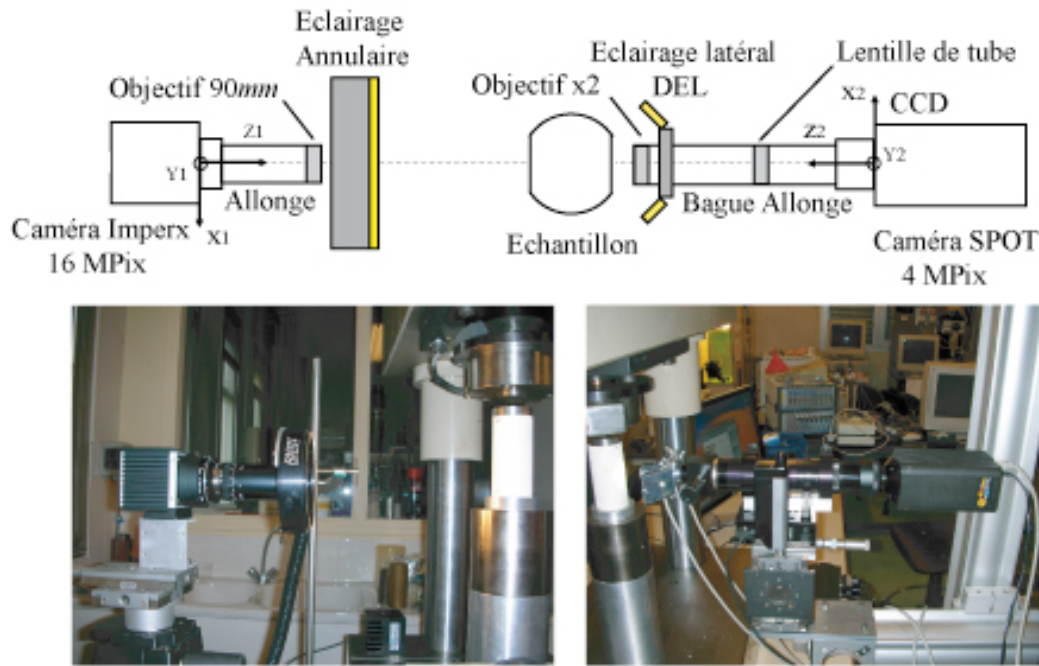 Eclairage
Annulaire
Objectif 90mm
Z1
Y1
X1
Allonge
Caméra Imperx
16 MPix
Eclairage latéral
DEL
Objectif x2
Lentille de tube
X2
CCD
Z2
Y2
Bague Allonge
Echantillon
Caméra SPOT
4 MPix